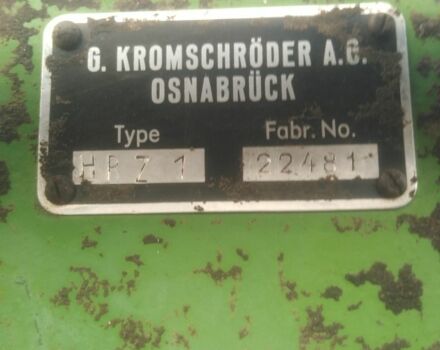 G. KROMSCHRÖDER A.G.
OSNABRÜCK
Type Fabr. No.
HPZ 1 22481